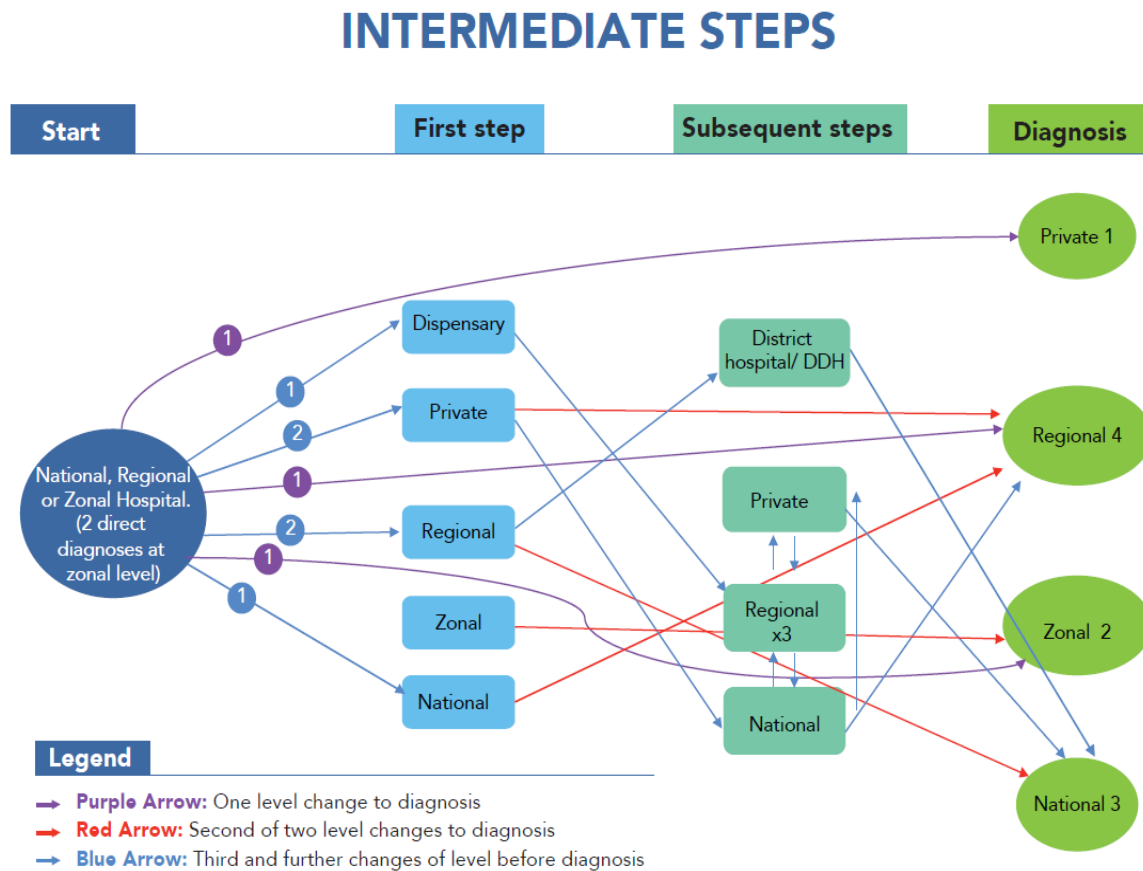 INTERMEDIATE STEPS
Start
First step
Subsequent steps
Diagnosis
Private 1
1
Dispensary
District
hospital/ DDH
1
Private
2
Regional 4
National, Regional
or Zonal Hospital.
(2 direct
diagnoses at
zonal level)
1
Private
2
Regional
1
1
Regional
x3
Zonal
Zonal 2
National
National
Legend
National 3
Purple Arrow: One level change to diagnosis
Red Arrow: Second of two level changes to diagnosis
Blue Arrow: Third and further changes of level before diagnosis